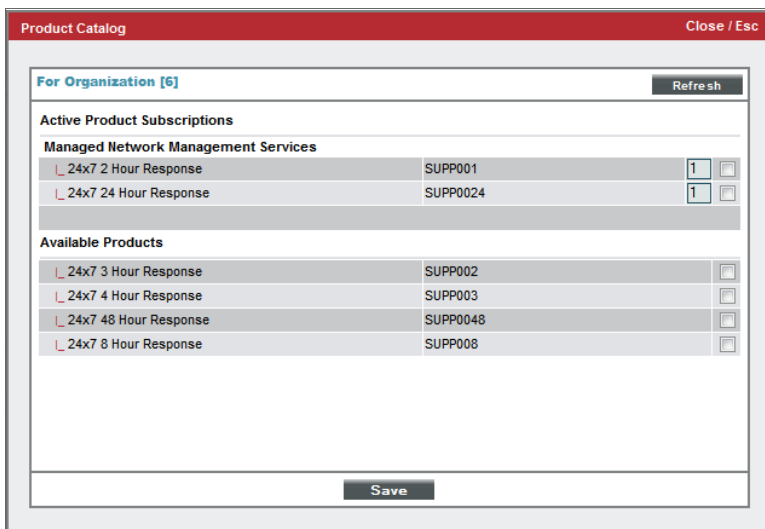 Product Catalog Close / Esc
For Organization [6] Refresh
Active Product Subscriptions
Managed Network Management Services
24x7 2 Hour Response SUPP001 1
24x7 24 Hour Response SUPP0024 1
Available Products
24x7 3 Hour Response SUPP002
24x7 4 Hour Response SUPP003
24x7 48 Hour Response SUPP0048
24x7 8 Hour Response SUPP008
Save